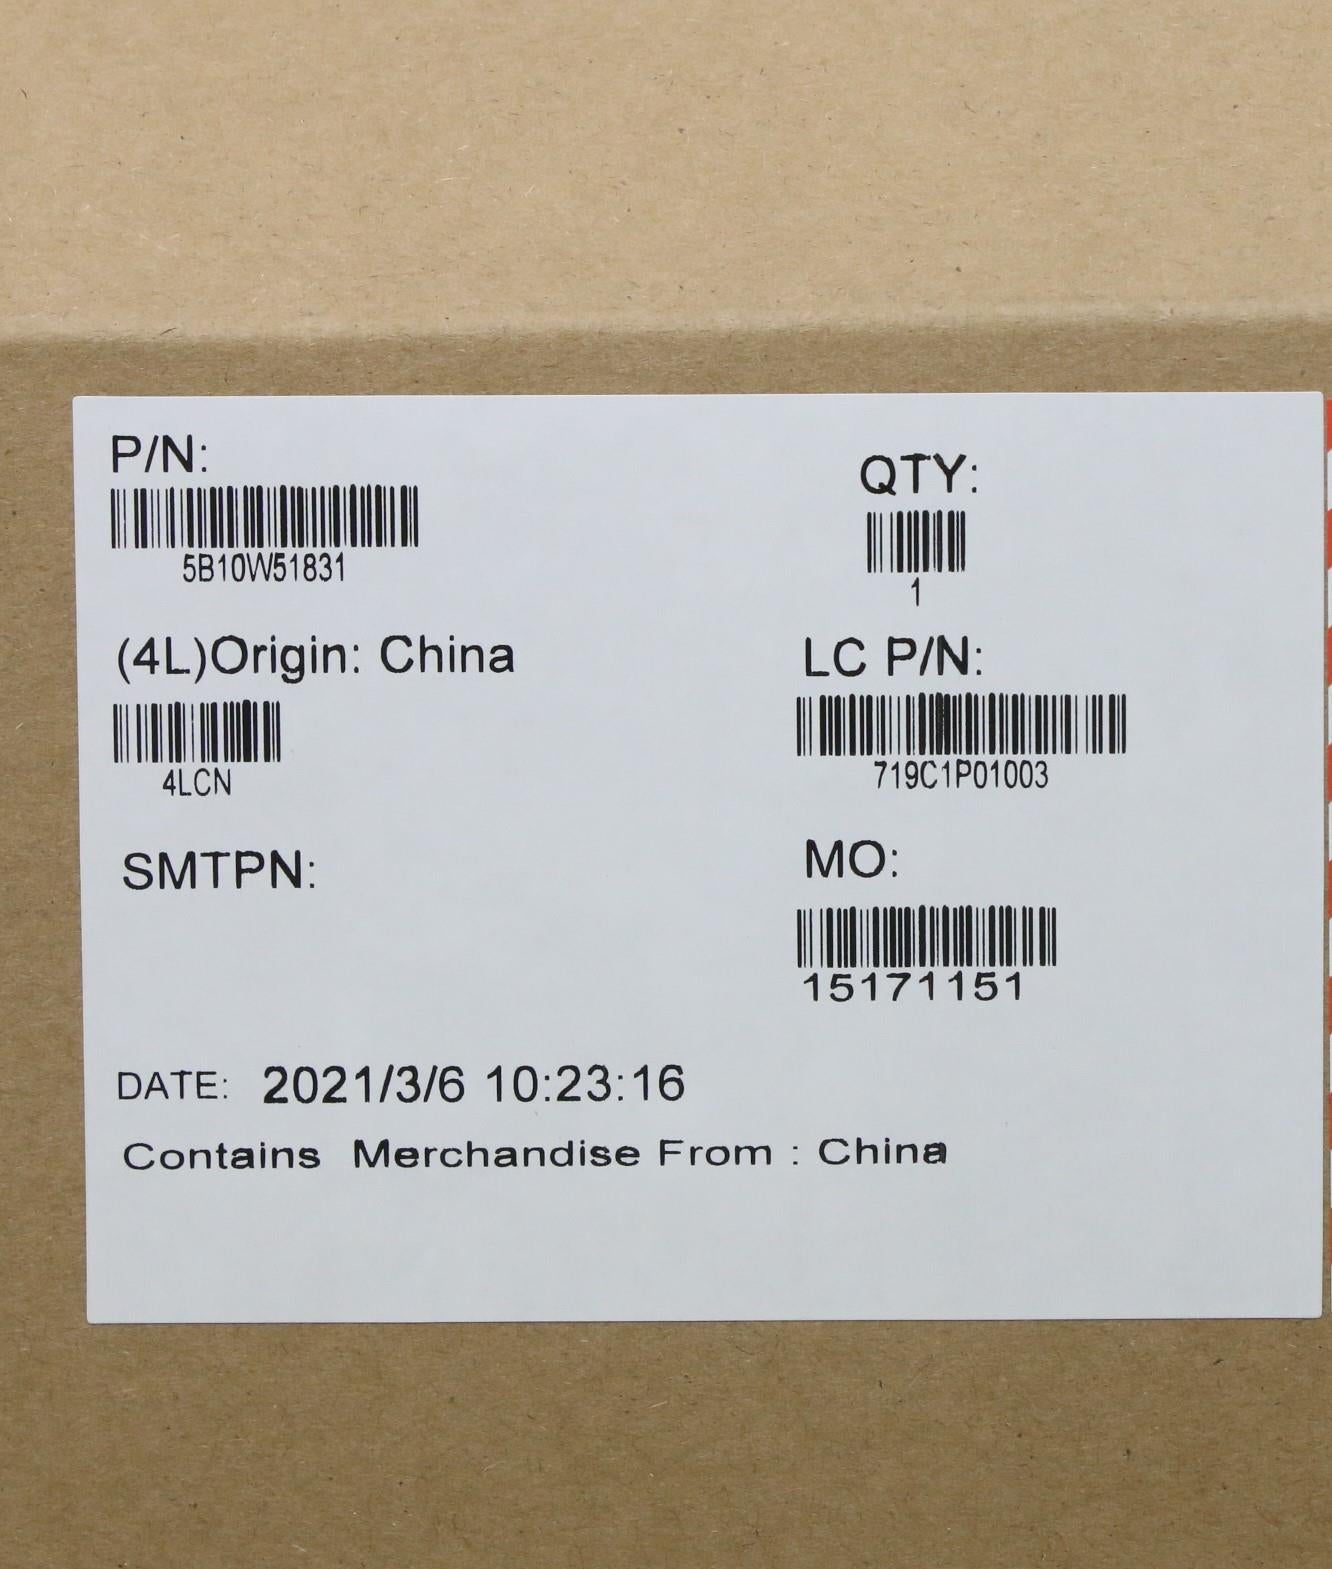 P/N:
5B10W51831
QTY:
1
(4L)Origin: China
4LCN
LC P/N:
719C1P01003
SMTPN:
MO:
15171151
DATE: 2021/3/6 10:23:16
Contains Merchandise From : China